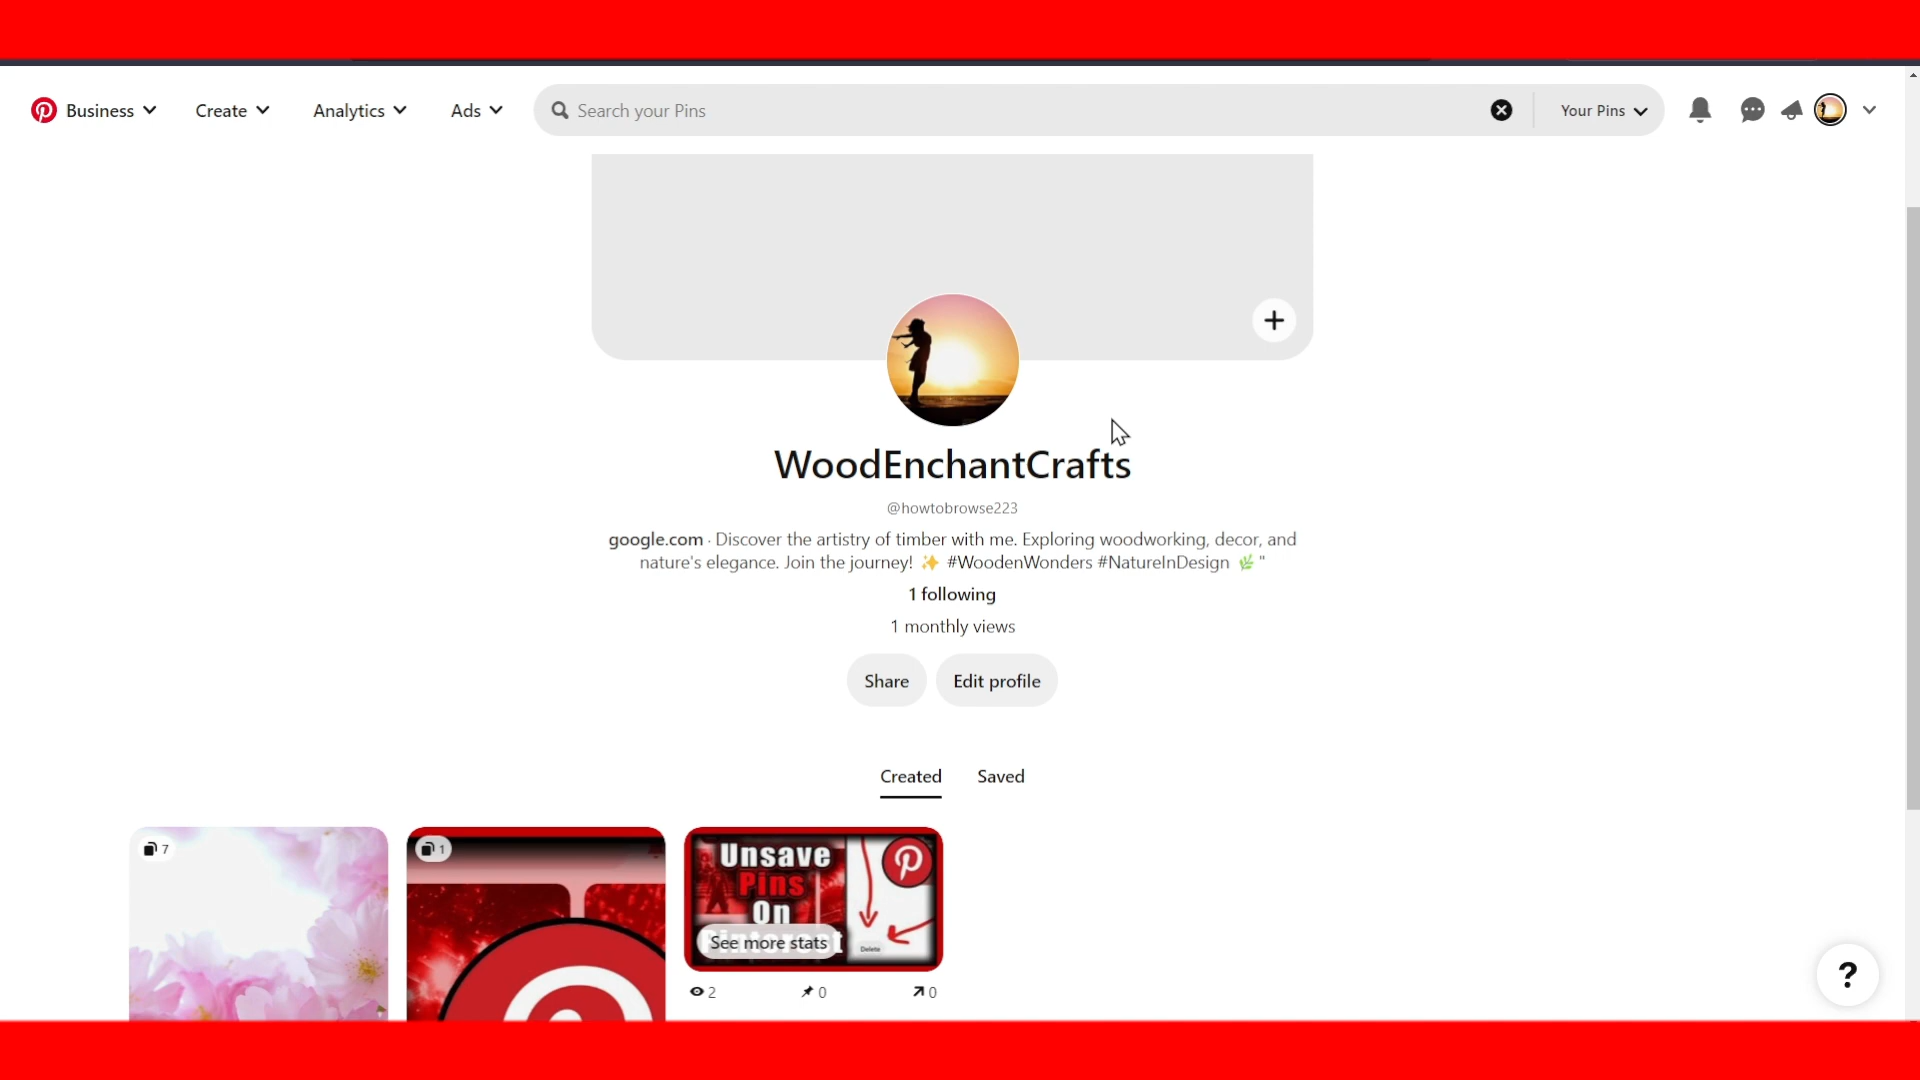 Business Create Analytics Ads Search your Pins Your Pins
WoodEnchantCrafts
@howtobrowse223
google.com · Discover the artistry of timber with me. Exploring woodworking, decor, and
nature's elegance. Join the journey! ✨ #WoodenWonders #NatureInDesign 🌿 "
1 following
1 monthly views
Share Edit profile
Created Saved
7
1
Unsave
Pins
On
See more stats
Delete
2 0 0
?